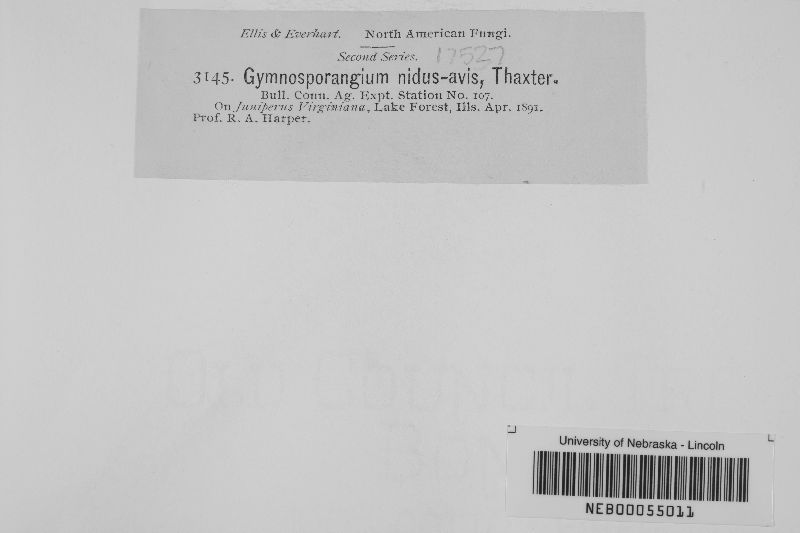 Ellis & Everhart. North American Fungi.
Second Series. 17527
3145. Gymnosporangium nidus-avis, Thaxter.
Bull. Conn. Ag. Expt. Station No. 107.
On Juniperus Virginiana, Lake Forest, Ills. Apr. 1891.
Prof. R. A. Harper.
University of Nebraska - Lincoln
NEB00055011